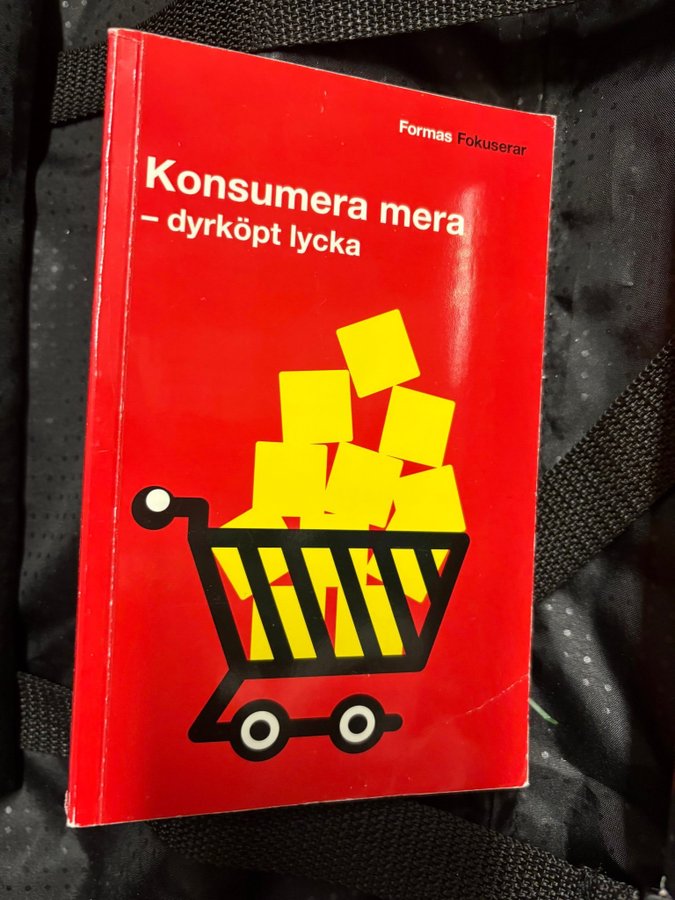 Formas Fokuserar
Konsumera mera
– dyrköpt lycka